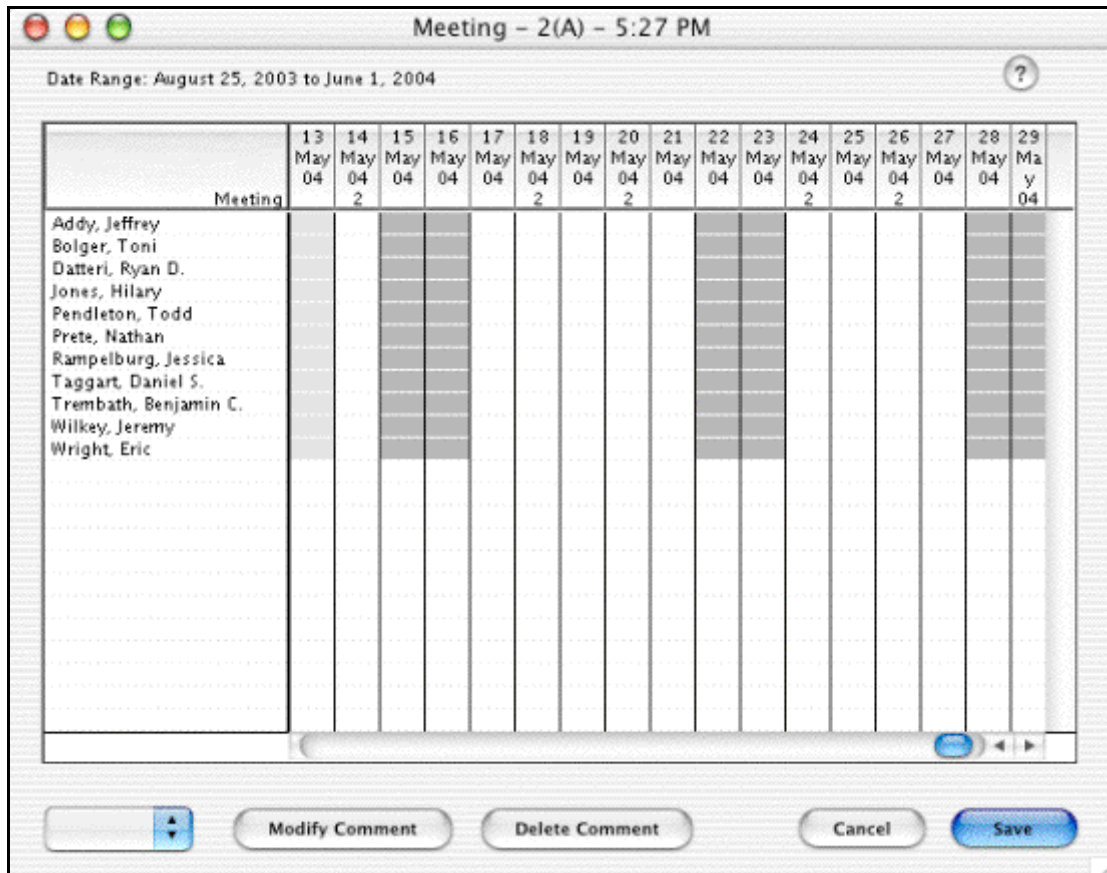 Meeting – 2(A) – 5:27 PM
Date Range: August 25, 2003 to June 1, 2004
?
13 14 15 16 17 18 19 20 21 22 23 24 25 26 27 28 29
May May May May May May May May May May May May May May May May Ma
04 04 04 04 04 04 04 04 04 04 04 04 04 04 04 04 y
Meeting 2 2 2 2 2 04
Addy, Jeffrey
Bolger, Toni
Datteri, Ryan D.
Jones, Hilary
Pendleton, Todd
Prete, Nathan
Rampelburg, Jessica
Taggart, Daniel S.
Trembath, Benjamin C.
Wilkey, Jeremy
Wright, Eric
Modify Comment Delete Comment Cancel Save